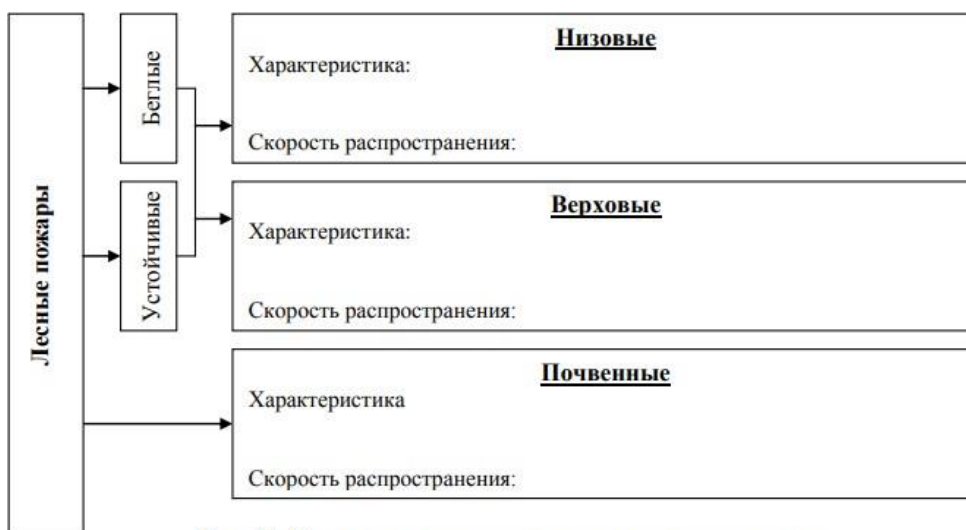 Лесные пожары
Беглые
Устойчивые
Низовые
Характеристика:
Скорость распространения:
Верховые
Характеристика:
Скорость распространения:
Почвенные
Характеристика
Скорость распространения: